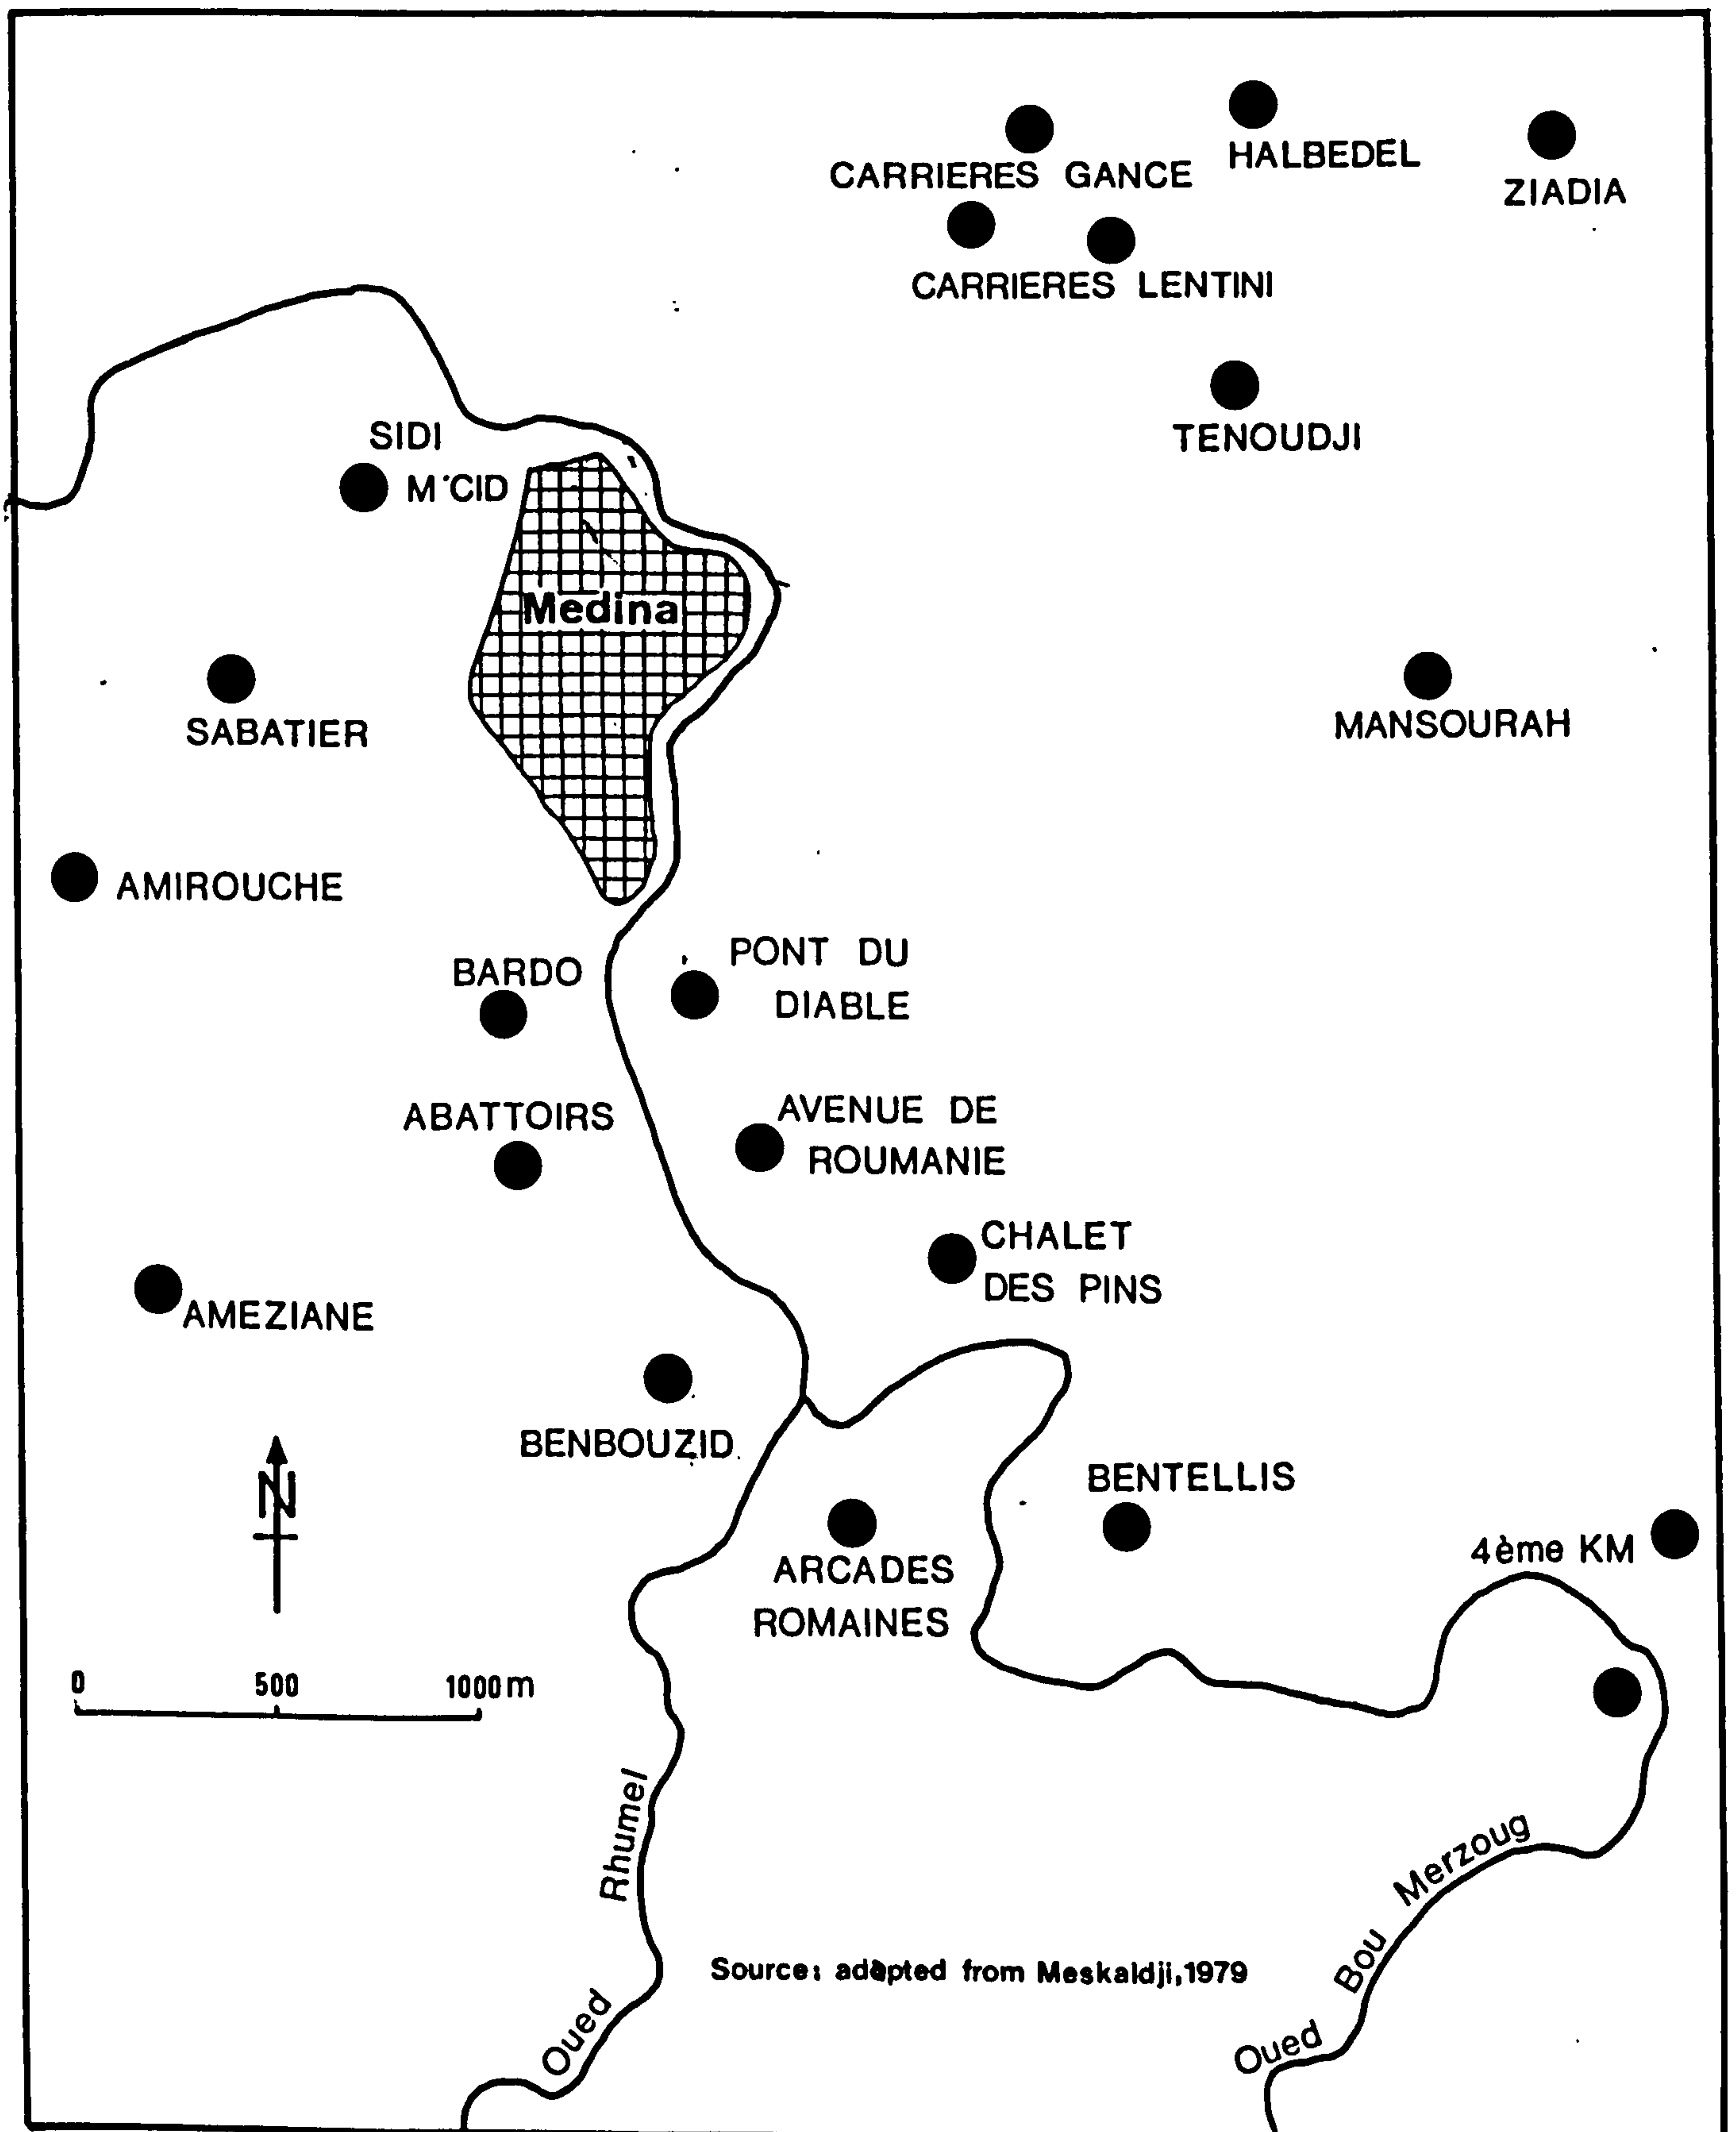 HALBEDEL
CARRIERES GANCE
ZIADIA
CARRIERES LENTINI
TENOUDJI
SIDI
M'CID
Medina
SABATIER
MANSOURAH
AMIROUCHE
PONT DU
DIABLE
BARDO
ABATTOIRS
AVENUE DE
ROUMANIE
CHALET
DES PINS
AMEZIANE
BENBOUZID
N
BENTELLIS
4ème KM
ARCADES
ROMAINES
0 500 1000m
Oued Rhumel
Oued Bou Merzoug
Source: adapted from Meskaldji,1979